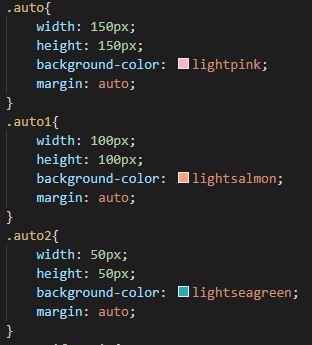 .auto{
    width: 150px;
    height: 150px;
    background-color: lightpink;
    margin: auto;
}
.auto1{
    width: 100px;
    height: 100px;
    background-color: lightsalmon;
    margin: auto;
}
.auto2{
    width: 50px;
    height: 50px;
    background-color: lightseagreen;
    margin: auto;
}